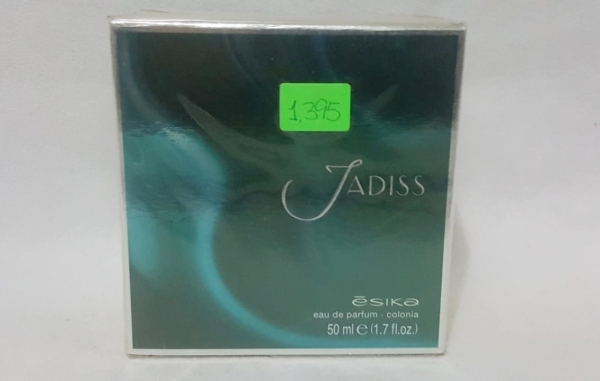 1,395
JADISS
ēsika
eau de parfum · colonia
50 ml e (1.7 fl.oz.)